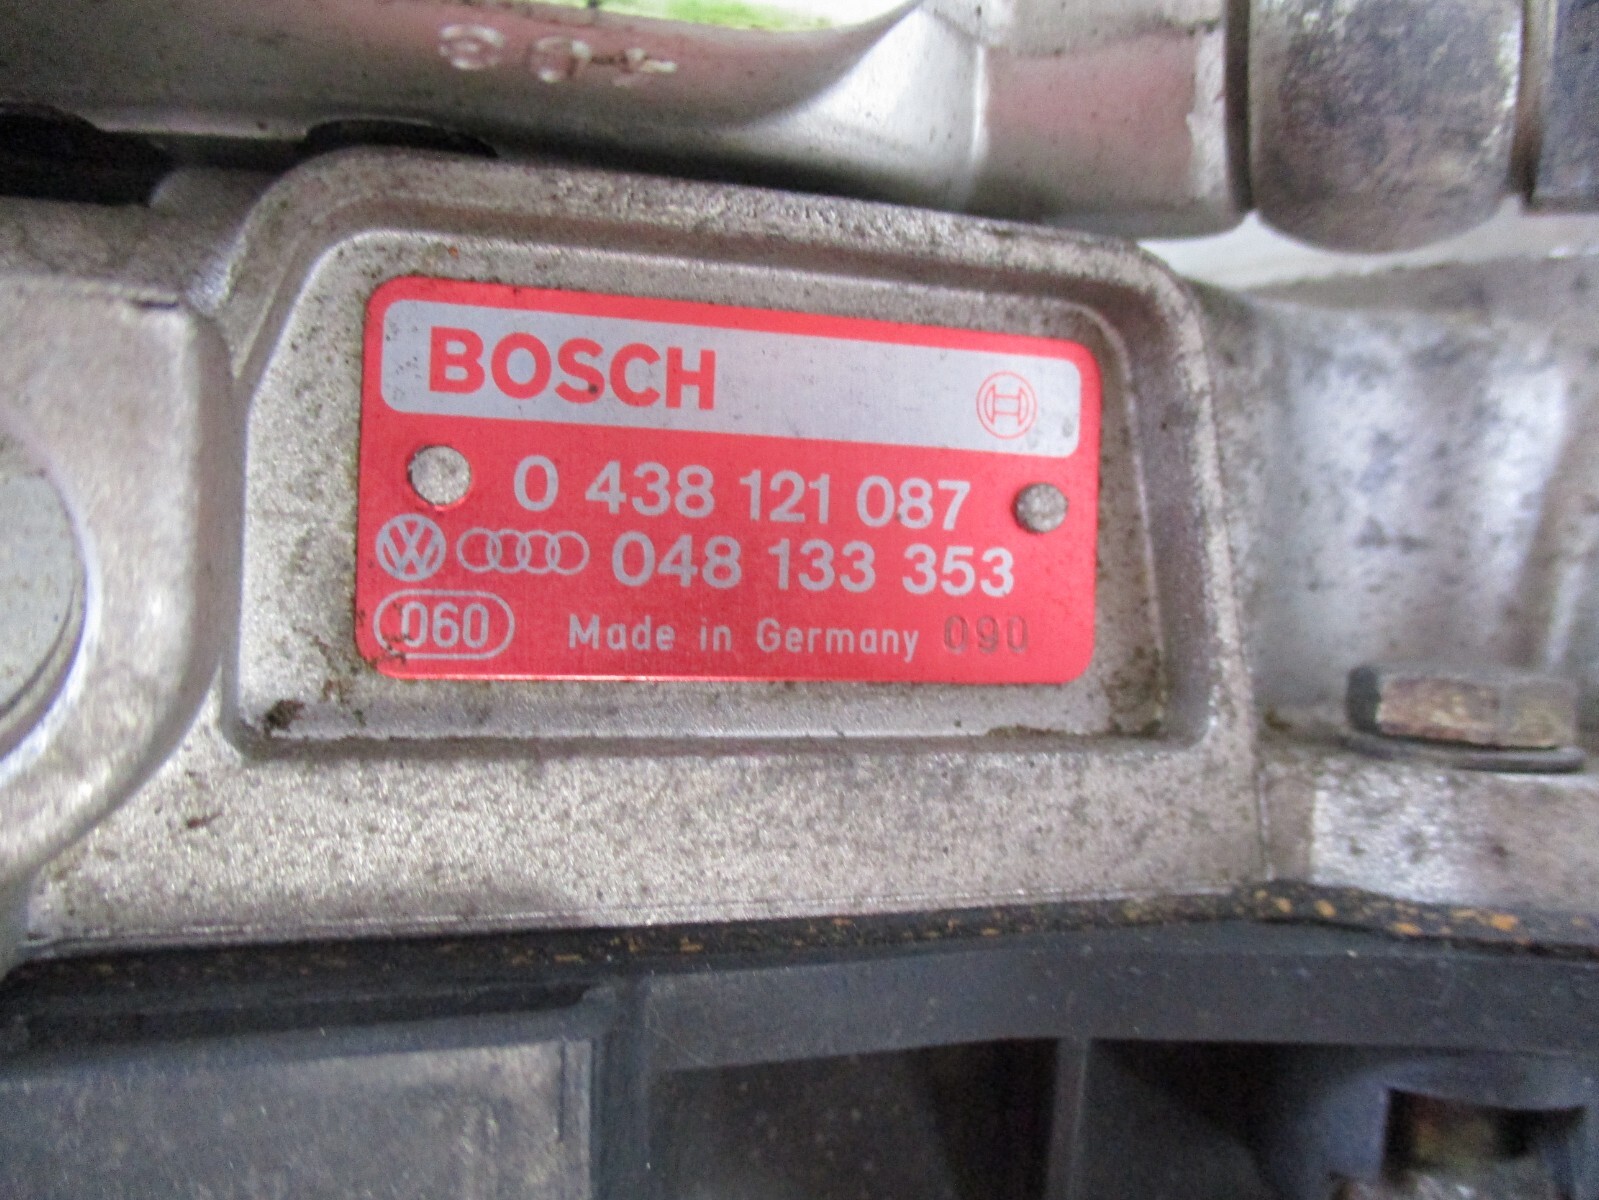 BOSCH
0 438 121 087
048 133 353
060 Made in Germany 090